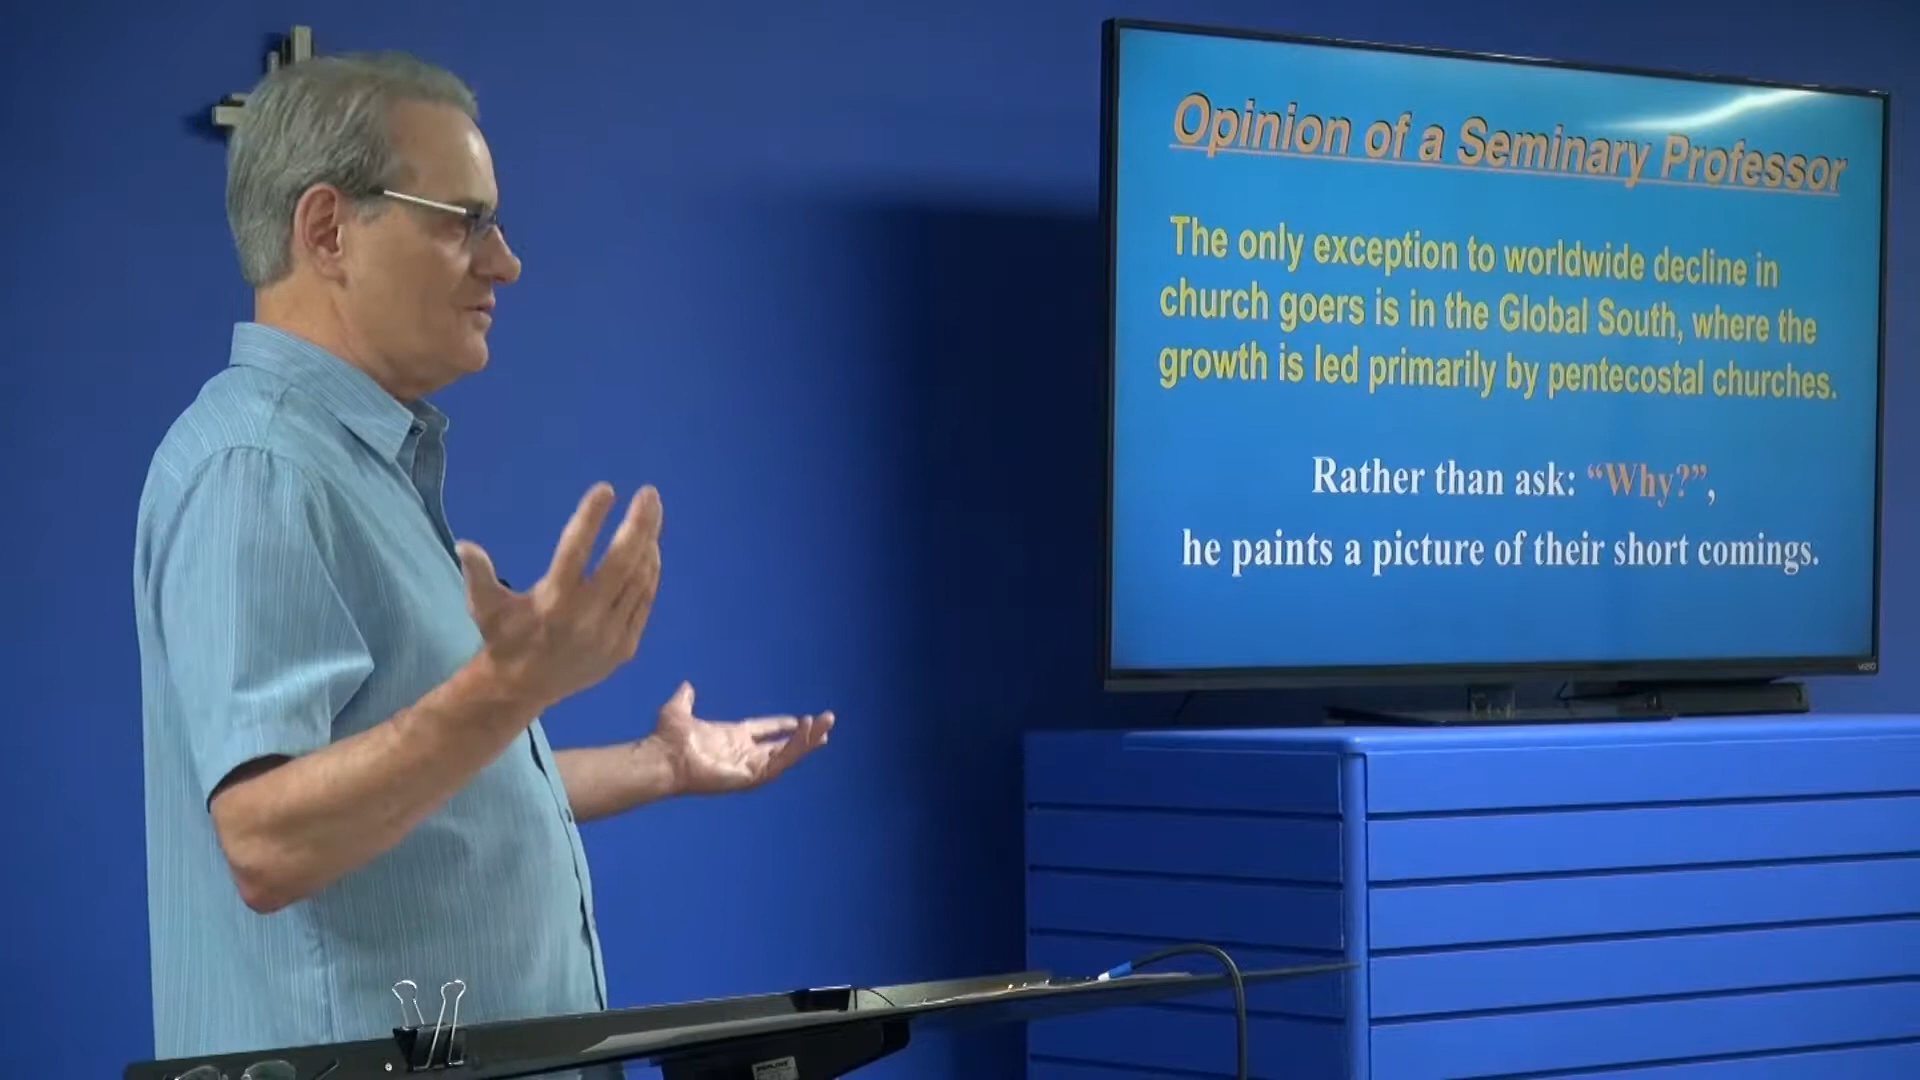 Opinion of a Seminary Professor
The only exception to worldwide decline in
church goers is in the Global South, where the
growth is led primarily by pentecostal churches.
Rather than ask: “Why?”,
he paints a picture of their short comings.
VIZIO